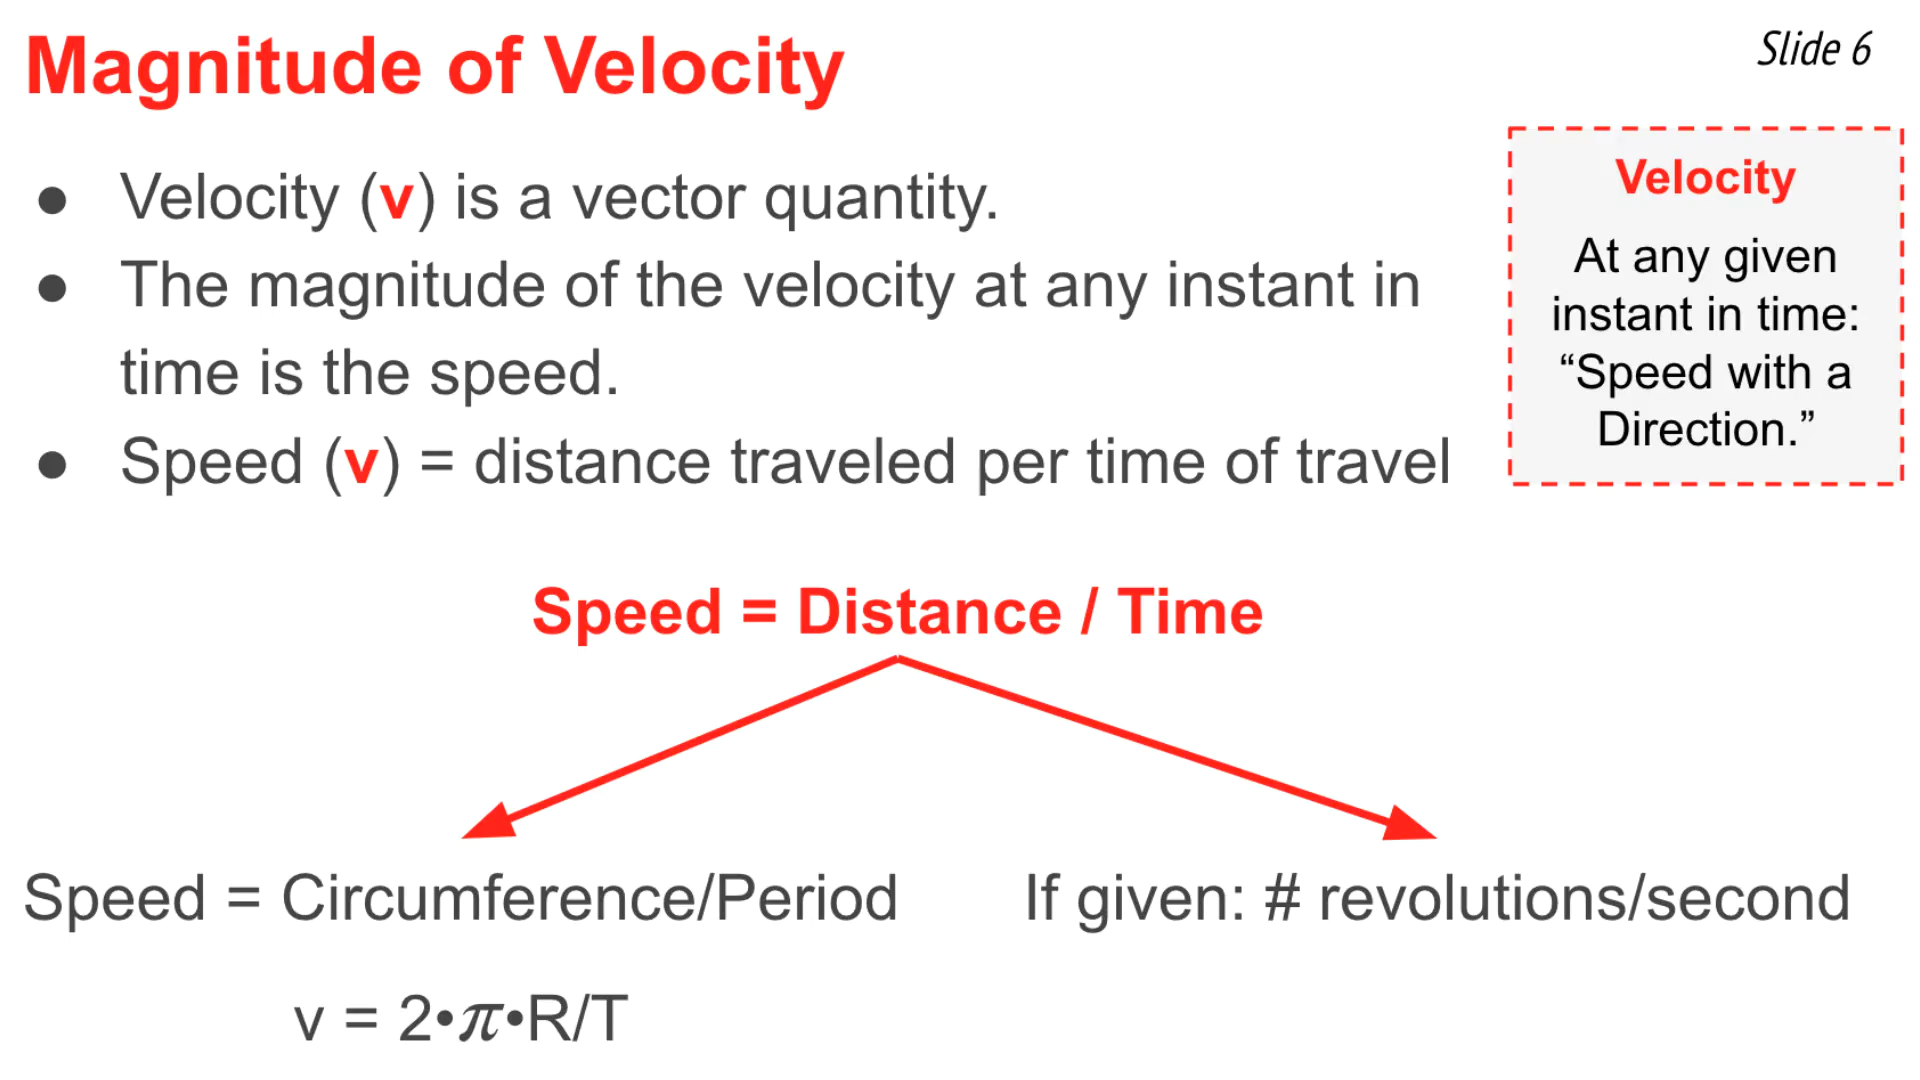 Magnitude of Velocity
Slide 6
● Velocity (v) is a vector quantity.
● The magnitude of the velocity at any instant in
time is the speed.
● Speed (v) = distance traveled per time of travel
Velocity
At any given
instant in time:
“Speed with a
Direction.”
Speed = Distance / Time
Speed = Circumference/Period
v = 2•𝜋•R/T
If given: # revolutions/second